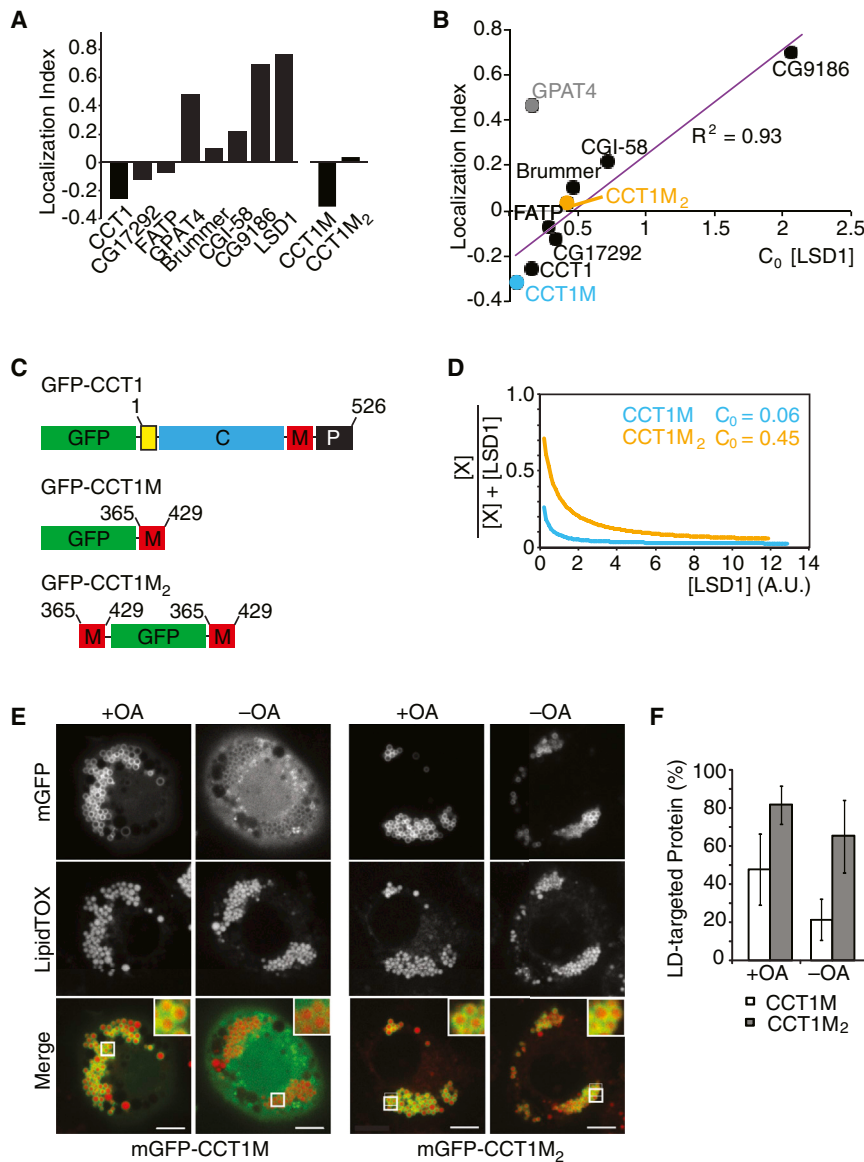 A
Localization Index
0.8
0.6
0.4
0.2
0
-0.2
-0.4
CCT1
CG17292
FATP
GPAT4
Brummer
CGI-58
CG9186
LSD1
CCT1M
CCT1M2
B
Localization Index
0.8
0.6
0.4
0.2
0
-0.2
-0.4
0.5
1
1.5
2
2.5
C0 [LSD1]
CG9186
GPAT4
R2 = 0.93
CGI-58
Brummer
CCT1M2
FATP
CG17292
CCT1
CCT1M
C
GFP-CCT1
1
526
GFP
C
M
P
GFP-CCT1M
365
429
GFP
M
GFP-CCT1M2
365
429
365
429
M
GFP
M
D
[X]
[X] + [LSD1]
1.0
0.5
0
CCT1M C0 = 0.06
CCT1M2 C0 = 0.45
0 2 4 6 8 10 12 14
[LSD1] (A.U.)
E
+OA
–OA
+OA
–OA
mGFP
LipidTOX
Merge
mGFP-CCT1M
mGFP-CCT1M2
F
LD-targeted Protein (%)
100
80
60
40
20
0
+OA
–OA
CCT1M
CCT1M2